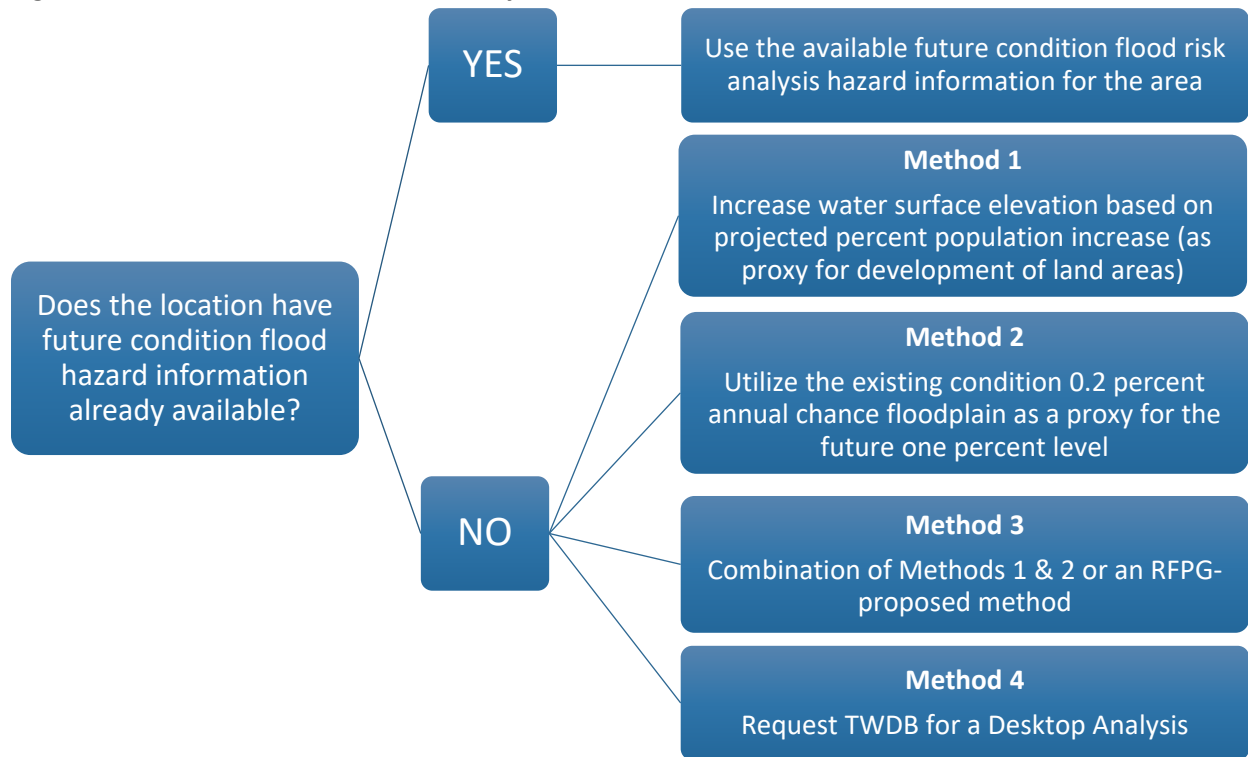 Does the location have
future condition flood
hazard information
already available?
YES
Use the available future condition flood risk
analysis hazard information for the area
NO
Method 1
Increase water surface elevation based on
projected percent population increase (as
proxy for development of land areas)
Method 2
Utilize the existing condition 0.2 percent
annual chance floodplain as a proxy for the
future one percent level
Method 3
Combination of Methods 1 & 2 or an RFPG-
proposed method
Method 4
Request TWDB for a Desktop Analysis